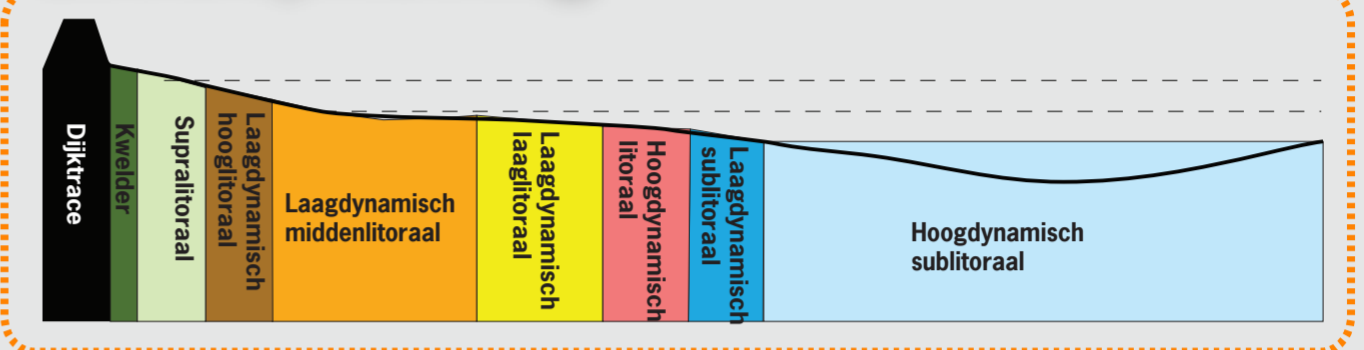 Dijktrace
Kwelder
Supralitoraal
Laagdynamisch
hooglitoraal
Laagdynamisch
middenlitoraal
Laagdynamisch
laaglitoraal
Hoogdynamisch
litoraal
Laagdynamisch
sublitoraal
Hoogdynamisch
sublitoraal